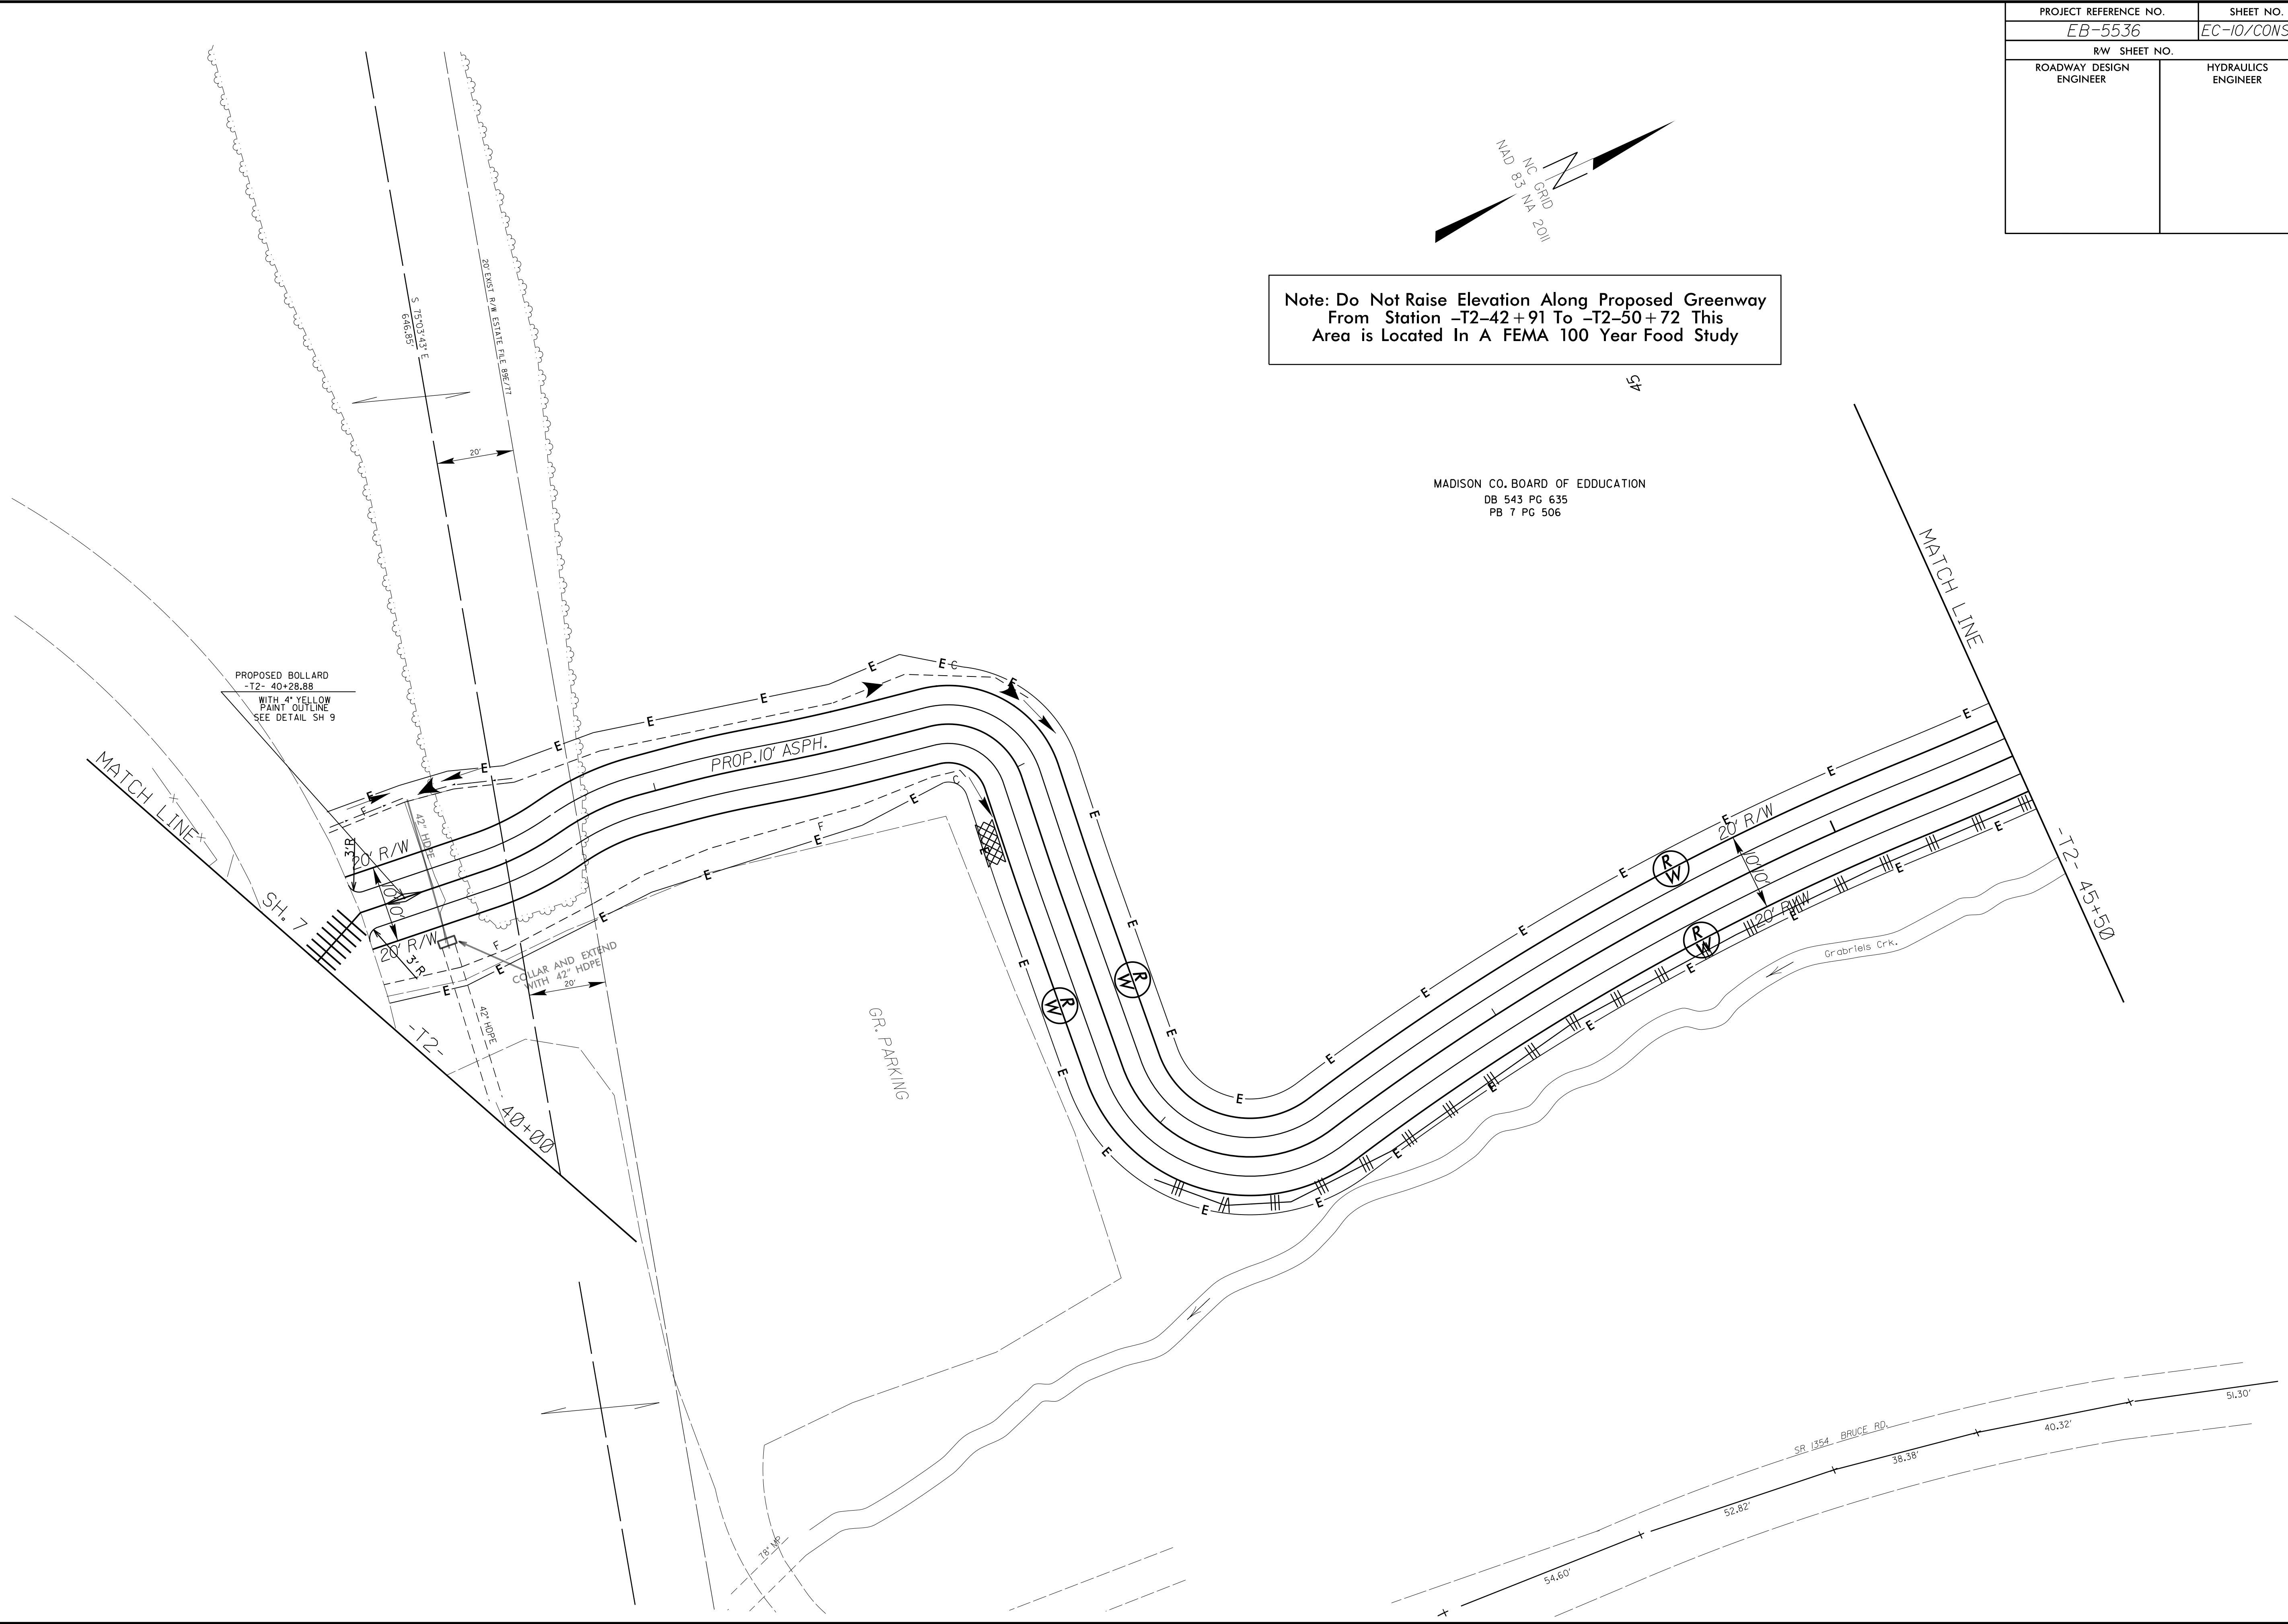 PROJECT REFERENCE NO.
SHEET NO.
EB-5536
EC-10/CONS
RW SHEET NO.
ROADWAY DESIGN
ENGINEER
HYDRAULICS
ENGINEER
NC GRID
NAD 83 NA 2011
Note: Do Not Raise Elevation Along Proposed Greenway
From Station -T2-42+91 To -T2-50+72 This
Area is Located In A FEMA 100 Year Food Study
45
MADISON CO. BOARD OF EDDUCATION
DB 543 PG 635
PB 7 PG 506
S 75°03'43" E
646.85'
20' EXIST R/W ESTATE FILE 89E/77
20'
PROPOSED BOLLARD
-T2- 40+28.88
WITH 4" YELLOW
PAINT OUTLINE
SEE DETAIL SH 9
MATCH LINE
SH. 7
-T2-
40+00
PROP. 10' ASPH.
42" HDPE
3'R
20' R/W
10'
10'
20' R/W
3'R
COLLAR AND EXTEND
WITH 42" HDPE
20'
42" HDPE
E
F
C
GR. PARKING
R
W
R
W
R
W
R
W
20' R/W
10'
10'
20' R/W
MATCH LINE
-T2- 45+50
Grabriels Crk.
78" MP
SR 1354 BRUCE RD.
54.60'
52.82'
38.38'
40.32'
51.30'